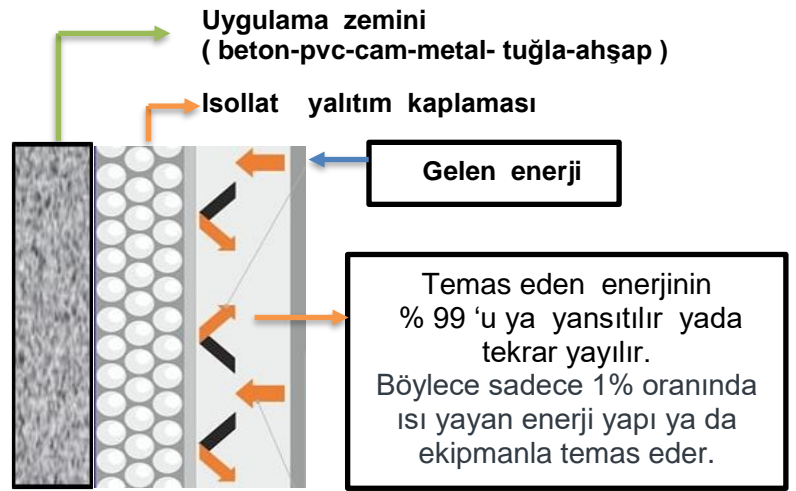 Uygulama zemini
( beton-pvc-cam-metal- tuğla-ahşap )
Isollat yalıtım kaplaması
Gelen enerji
Temas eden enerjinin
% 99 ‘u ya yansıtılır yada
tekrar yayılır.
Böylece sadece 1% oranında
ısı yayan enerji yapı ya da
ekipmanla temas eder.